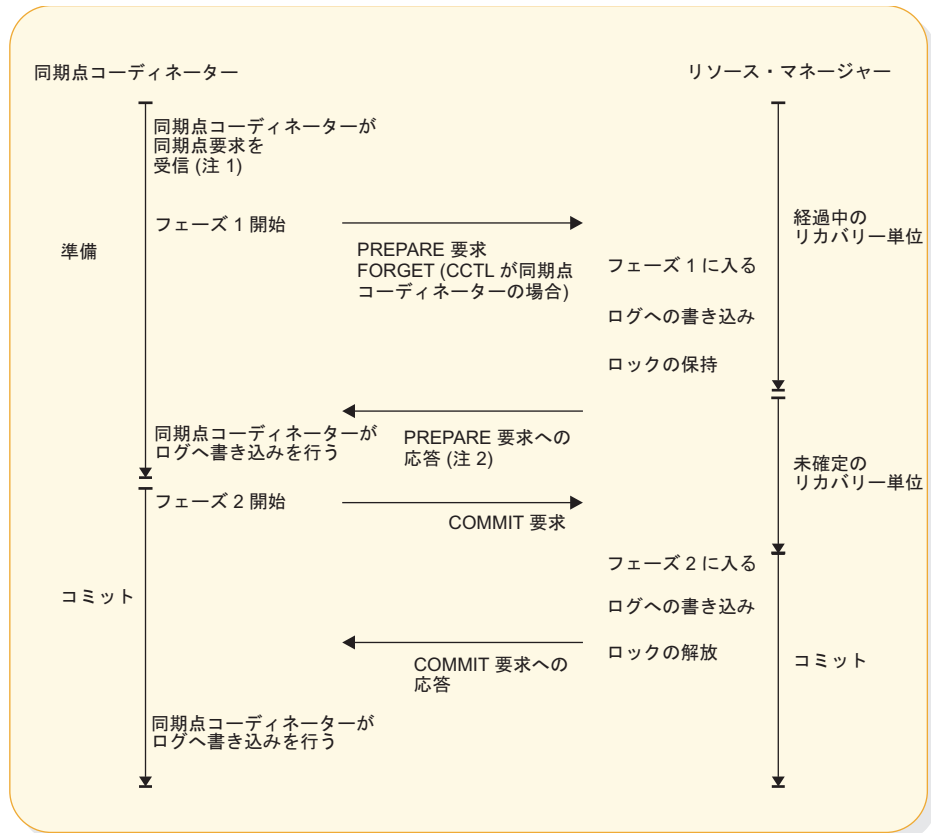 同期点コーディネーター
リソース・マネージャー
同期点コーディネーターが
同期点要求を
受信 (注 1)
準備
フェーズ 1 開始
PREPARE 要求
FORGET (CCTL が同期点
コーディネーターの場合)
経過中の
リカバリー単位
フェーズ 1 に入る
ログへの書き込み
ロックの保持
同期点コーディネーターが
ログへ書き込みを行う
PREPARE 要求への
応答 (注 2)
未確定の
リカバリー単位
フェーズ 2 開始
COMMIT 要求
フェーズ 2 に入る
コミット
ログへの書き込み
ロックの解放
コミット
COMMIT 要求への
応答
同期点コーディネーターが
ログへ書き込みを行う